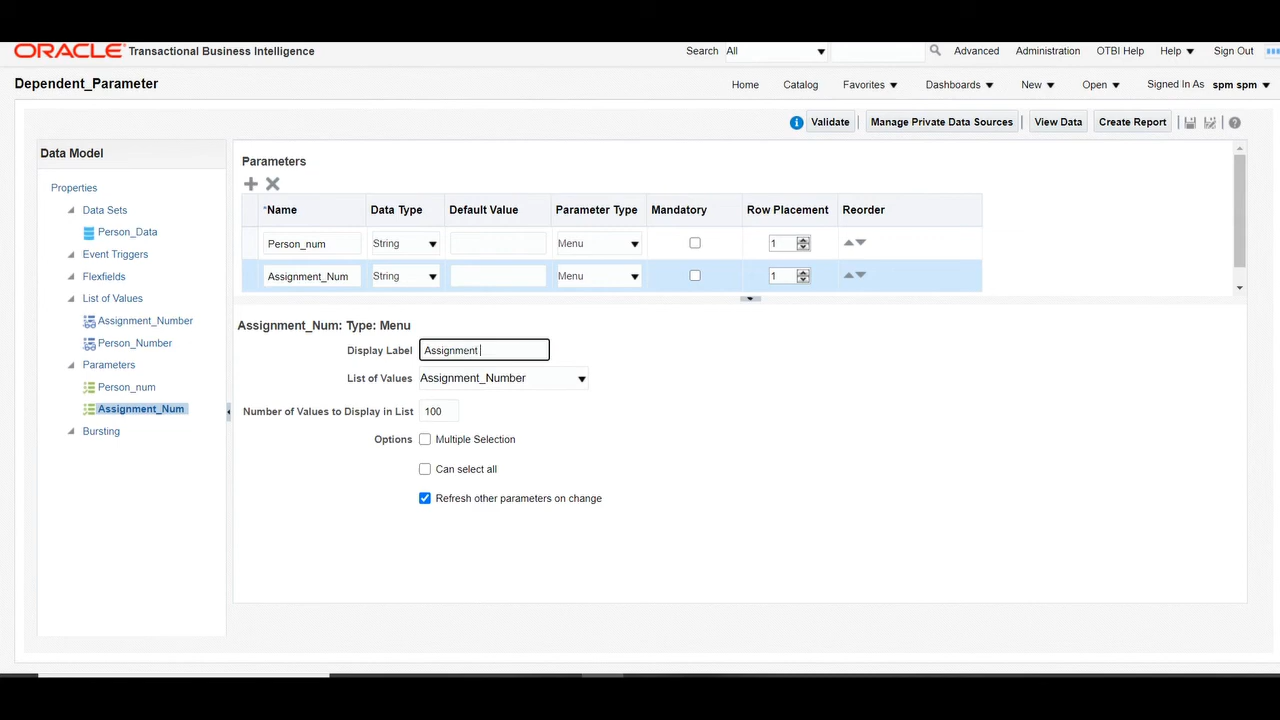 ORACLE Transactional Business Intelligence
Search All Advanced Administration OTBI Help Help Sign Out
Dependent_Parameter
Home Catalog Favorites Dashboards New Open Signed In As spm spm
Validate Manage Private Data Sources View Data Create Report
Data Model
Properties
Data Sets
Person_Data
Event Triggers
Flexfields
List of Values
Assignment_Number
Person_Number
Parameters
Person_num
Assignment_Num
Bursting
Parameters
*Name Data Type Default Value Parameter Type Mandatory Row Placement Reorder
Person_num String Menu 1
Assignment_Num String Menu 1
Assignment_Num: Type: Menu
Display Label Assignment
List of Values Assignment_Number
Number of Values to Display in List 100
Options Multiple Selection
Can select all
Refresh other parameters on change